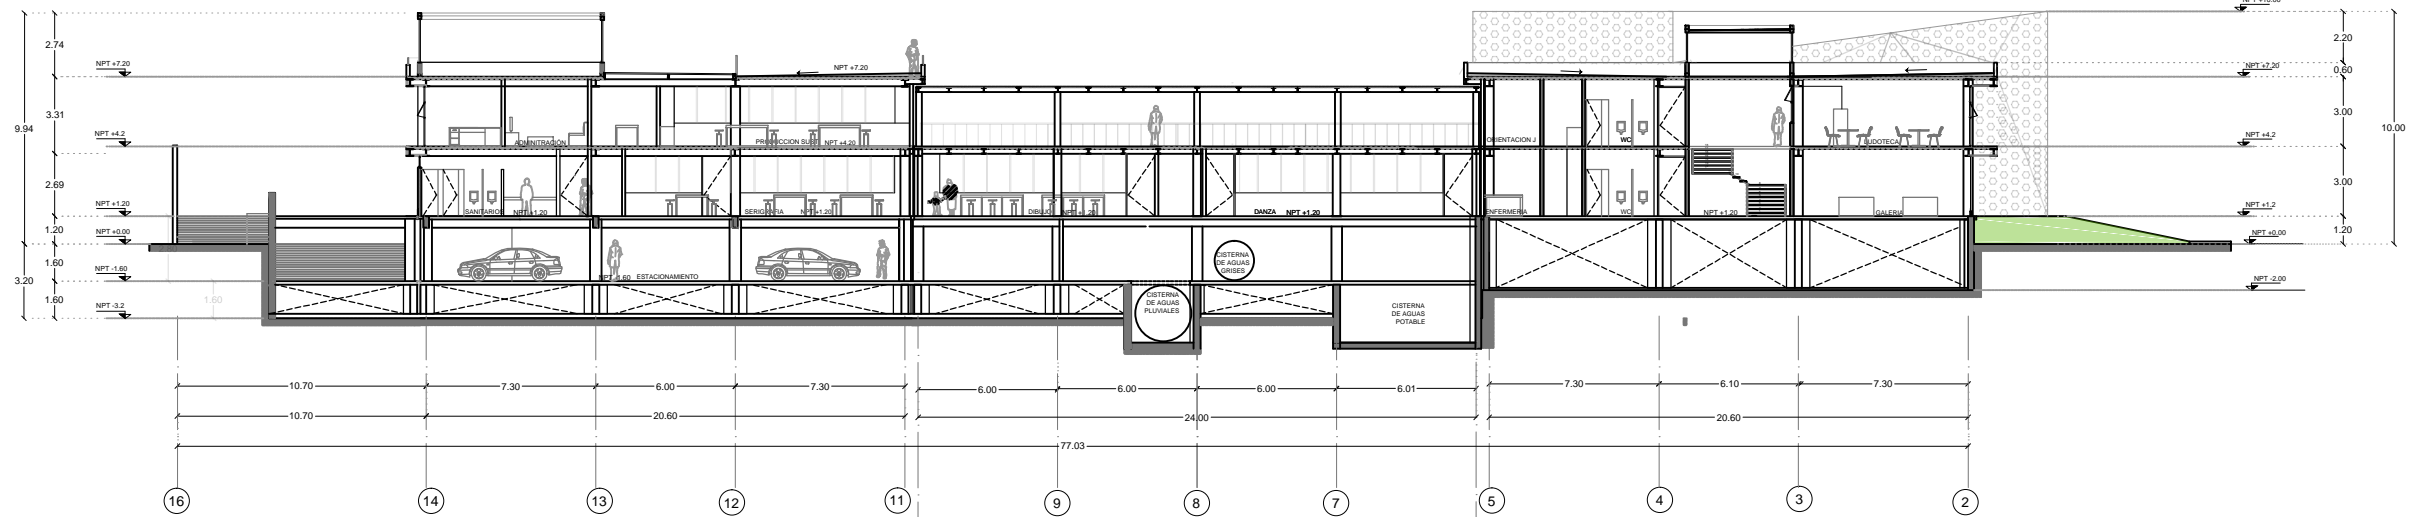 2.74
3.31
9.94
2.69
1.20
1.60
3.20
1.60
1.60
NPT +7.20
NPT +4.2
NPT +1.20
NPT +0.00
NPT -1.60
NPT -3.2
NPT +7.20
ADMINITRACIÓN
NPT +4.20
ORIENTACION J
WC
LUDOTECA
SANITARIOS
NPT +1.20
SERIGRAFIA
NPT +1.20
DIBUJO
DANZA
NPT +1.20
ENFERMERIA
WC
NPT +1.20
GALERIA
ESTACIONAMIENTO
CISTERNA
DE AGUAS
GRISES
CISTERNA
DE AGUAS
PLUVIALES
CISTERNA
DE AGUAS
POTABLE
NPT +7.20
NPT +4.2
NPT +1.2
NPT +0.00
NPT -2.00
2.20
0.60
3.00
3.00
1.20
10.00
10.70
7.30
6.00
7.30
6.00
6.00
6.00
6.01
7.30
6.10
7.30
10.70
20.60
24.00
20.60
77.03
16
14
13
12
11
9
8
7
5
4
3
2